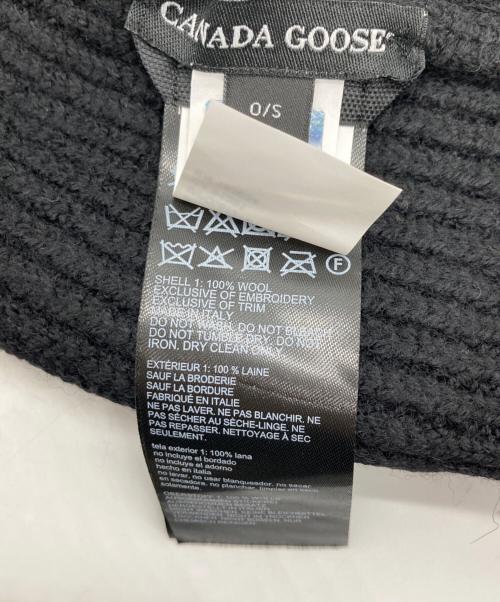 CANADA GOOSE
O/S
F
SHELL 1: 100% WOOL
EXCLUSIVE OF EMBROIDERY
EXCLUSIVE OF TRIM
MADE IN ITALY
DO NOT WASH. DO NOT BLEACH.
DO NOT TUMBLE DRY. DO NOT
IRON. DRY CLEAN ONLY.
EXTÉRIEUR 1: 100 % LAINE
SAUF LA BRODERIE
SAUF LA BORDURE
FABRIQUÉ EN ITALIE
NE PAS LAVER. NE PAS BLANCHIR. NE
PAS SÉCHER AU SÈCHE-LINGE. NE
PAS REPASSER. NETTOYAGE À SEC
SEULEMENT.
tela exterior 1: 100% lana
no incluye el bordado
no incluye el adorno
hecho en italia
no lavar. no usar blanqueador. no secar
en secadora. no planchar. limpiar en seco
solamente.